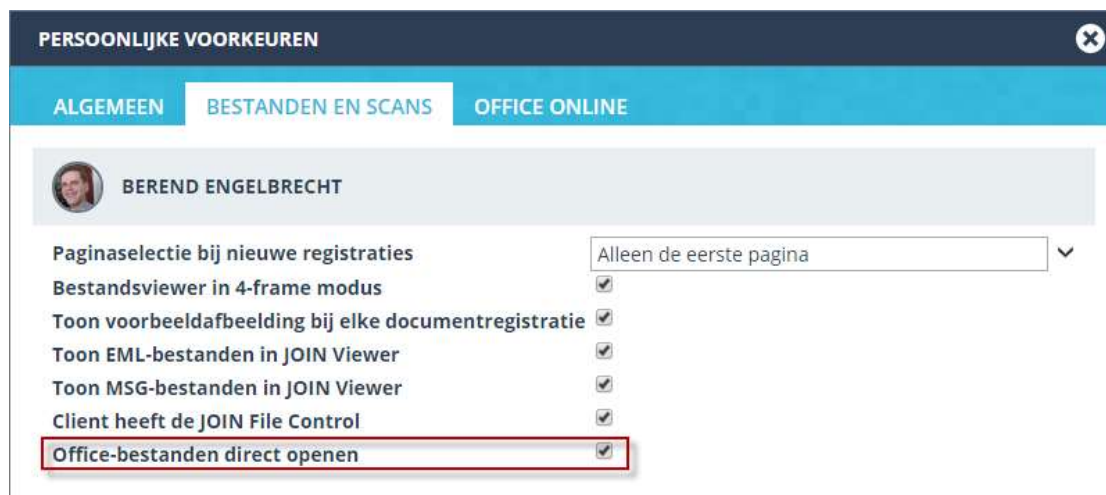 PERSOONLIJKE VOORKEUREN
ALGEMEEN BESTANDEN EN SCANS OFFICE ONLINE
BEREND ENGELBRECHT
Paginaselectie bij nieuwe registraties Alleen de eerste pagina
Bestandsviewer in 4-frame modus
Toon voorbeeldafbeelding bij elke documentregistratie
Toon EML-bestanden in JOIN Viewer
Toon MSG-bestanden in JOIN Viewer
Client heeft de JOIN File Control
Office-bestanden direct openen